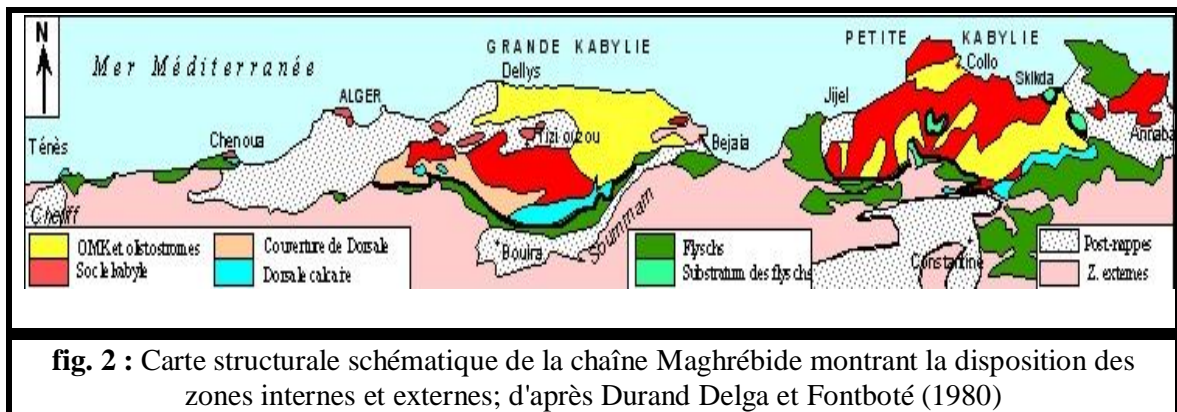 N
Mer Méditerranée
GRANDE KABYLIE
Dellys
PETITE KABYLIE
Collo
Skikda
ALGER
Jijel
Ténès
Chenoua
Tizi ouzou
Bejaia
Annaba
Cheliff
Bouira
Soummam
Constantine
OMK et olistostromes
Socle kabyle
Couverture de Dorsale
Dorsale calcaire
Flyschs
Substratum des flyschs
Post-nappes
Z. externes
fig. 2 : Carte structurale schématique de la chaîne Maghrébide montrant la disposition des
zones internes et externes; d'après Durand Delga et Fontboté (1980)